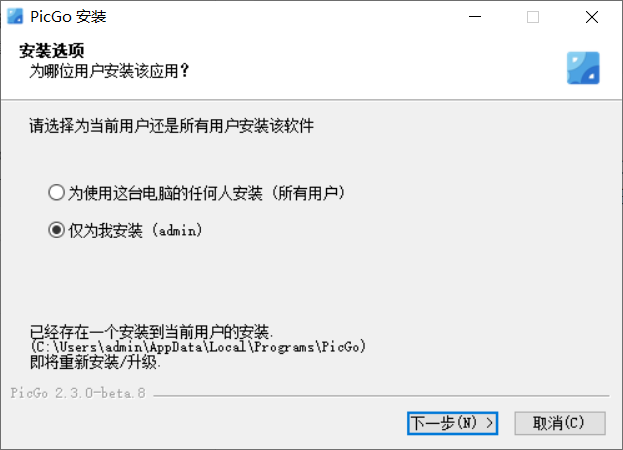 PicGo 安装
安装选项
为哪位用户安装该应用？
请选择为当前用户还是所有用户安装该软件
为使用这台电脑的任何人安装（所有用户）
仅为我安装（admin）
已经存在一个安装到当前用户的安装.
(C:\Users\admin\AppData\Local\Programs\PicGo)
即将重新安装/升级.
PicGo 2.3.0-beta.8
下一步(N) >
取消(C)